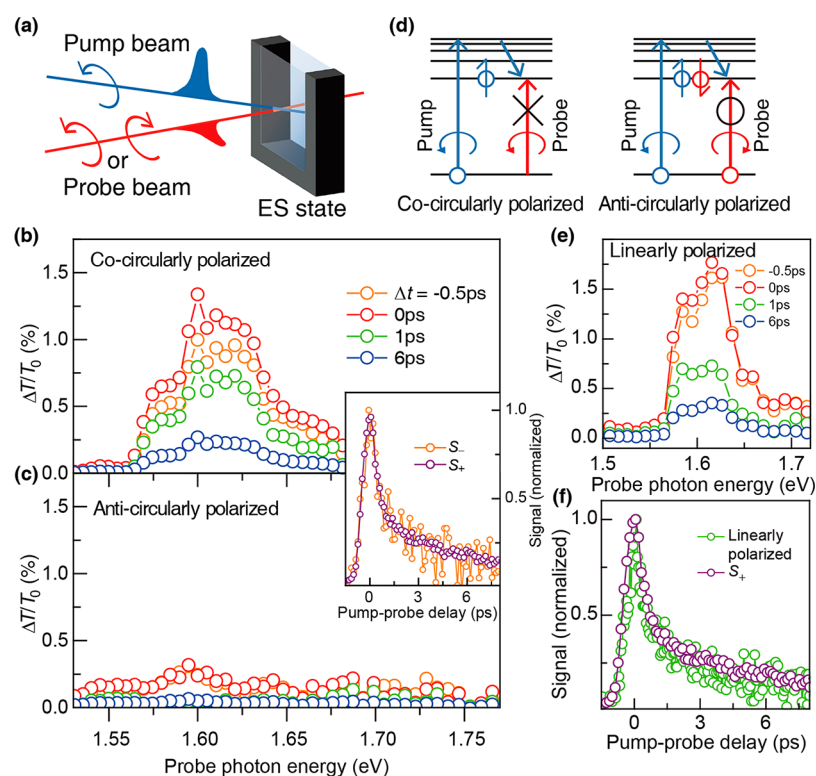 (a)
Pump beam
or
Probe beam
ES state
(d)
Pump
Probe
Co-circularly polarized
Pump
Probe
Anti-circularly polarized
(b)
Co-circularly polarized
Δt = -0.5ps
0ps
1ps
6ps
ΔT/T0 (%)
1.5
1.0
0.5
0.0
S−
S+
1.0
0.5
Signal (normalized)
0 3 6
Pump-probe delay (ps)
(c)
Anti-circularly polarized
ΔT/T0 (%)
1.5
1.0
0.5
0.0
1.55 1.60 1.65 1.70 1.75
Probe photon energy (eV)
(e)
Linearly polarized
-0.5ps
0ps
1ps
6ps
ΔT/T0 (%)
1.5
1.0
0.5
0.0
1.5 1.6 1.7
Probe photon energy (eV)
(f)
Linearly
polarized
S+
Signal (normalized)
1.0
0.5
0 3 6
Pump-probe delay (ps)